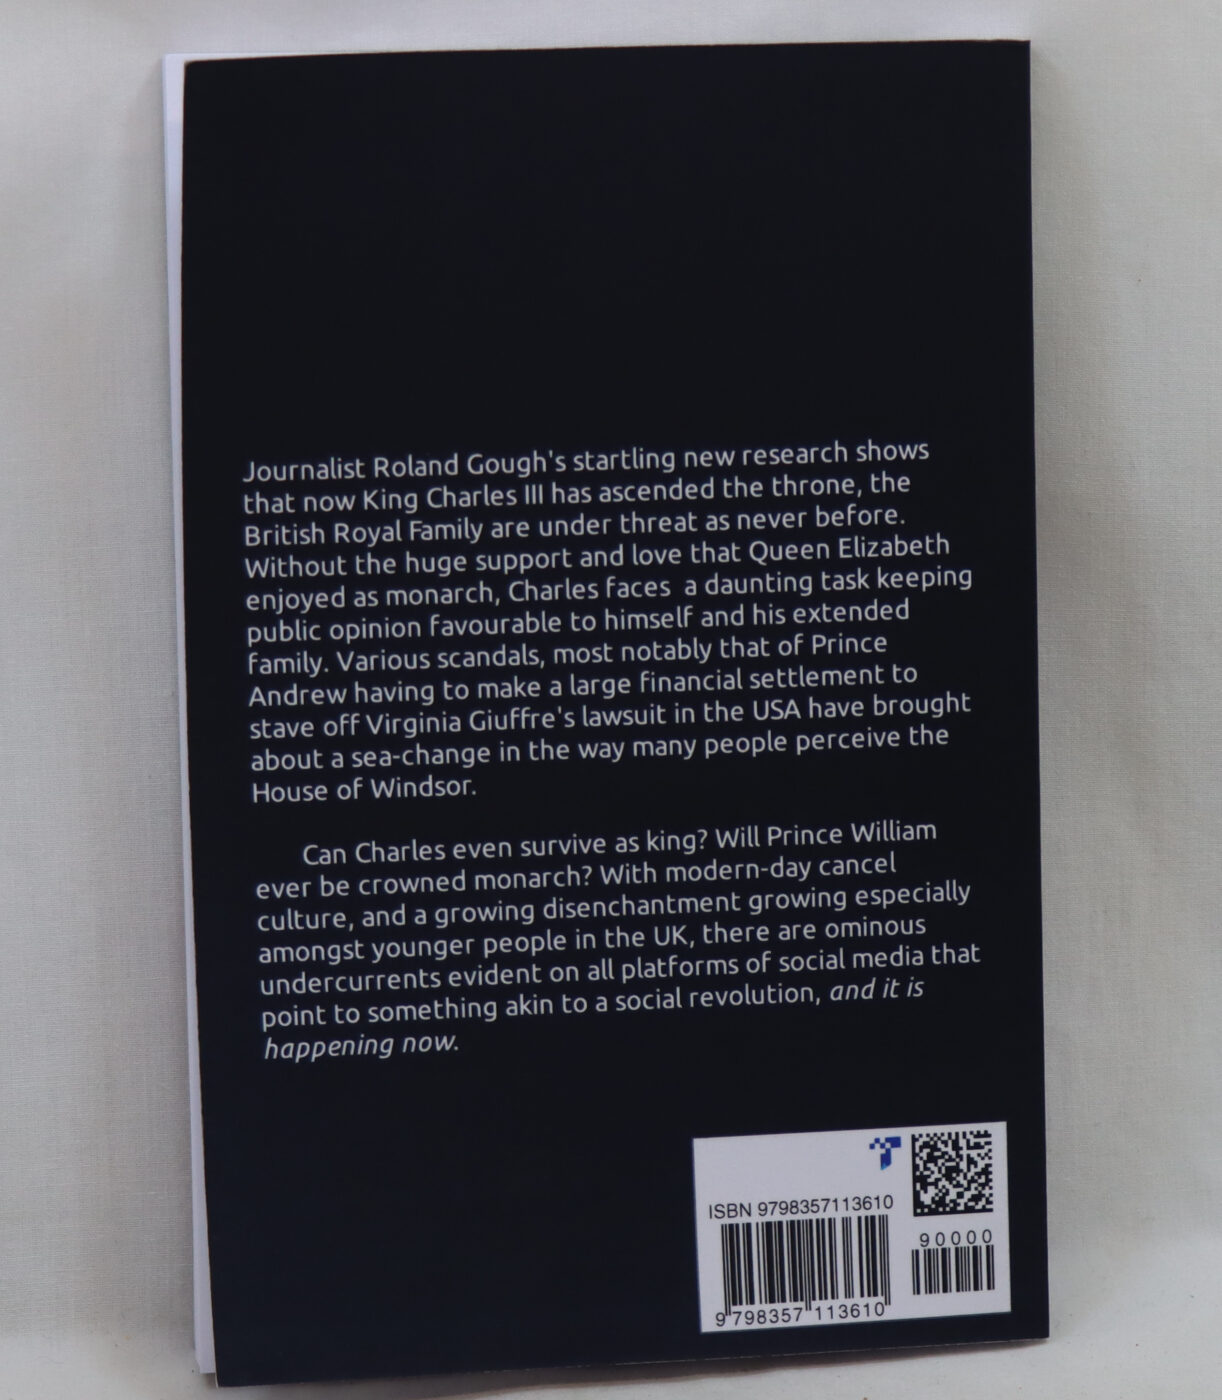 Journalist Roland Gough's startling new research shows
that now King Charles III has ascended the throne, the
British Royal Family are under threat as never before.
Without the huge support and love that Queen Elizabeth
enjoyed as monarch, Charles faces  a daunting task keeping
public opinion favourable to himself and his extended
family. Various scandals, most notably that of Prince
Andrew having to make a large financial settlement to
stave off Virginia Giuffre's lawsuit in the USA have brought
about a sea-change in the way many people perceive the
House of Windsor.
Can Charles even survive as king? Will Prince William
ever be crowned monarch? With modern-day cancel
culture, and a growing disenchantment growing especially
amongst younger people in the UK, there are ominous
undercurrents evident on all platforms of social media that
point to something akin to a social revolution, and it is
happening now.
ISBN 9798357113610
90000
9 798357 113610